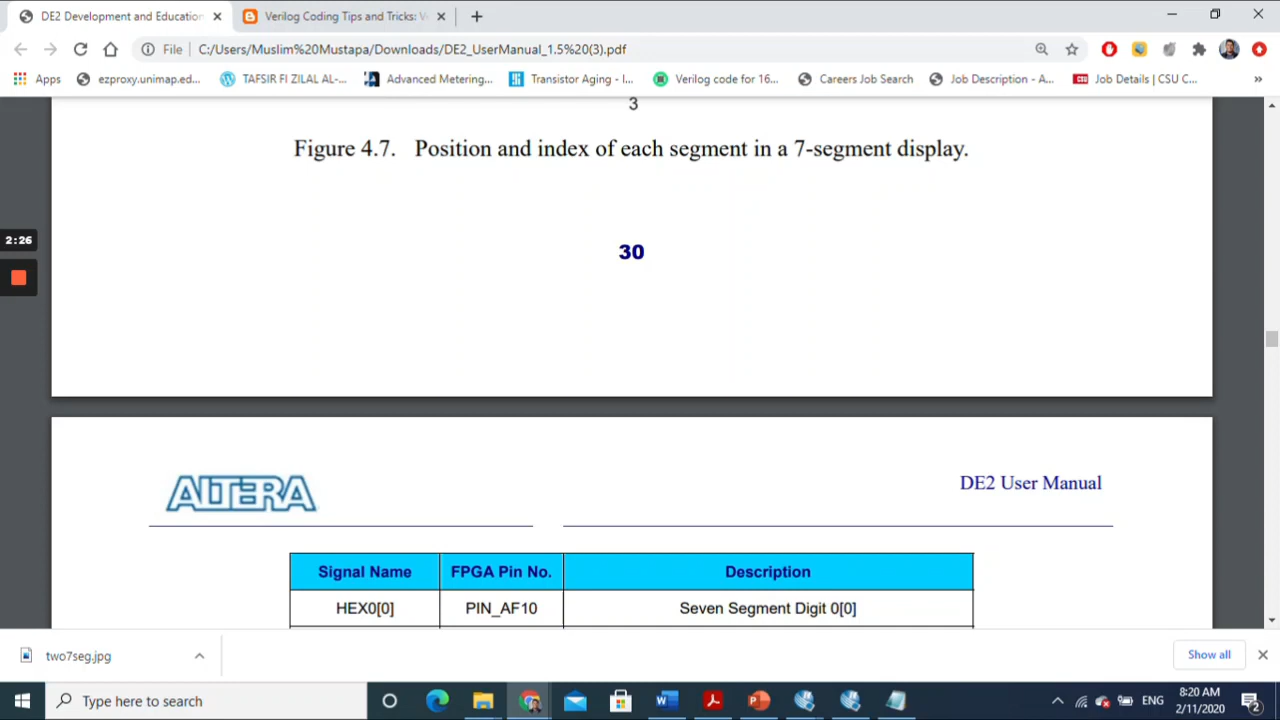 DE2 Development and Education
Verilog Coding Tips and Tricks: V
File
C:/Users/Muslim%20Mustapa/Downloads/DE2_UserManual_1.5%20(3).pdf
Apps
ezproxy.unimap.ed...
TAFSIR FI ZILAL AL-...
Advanced Metering...
Transistor Aging - I...
Verilog code for 16...
Careers Job Search
Job Description - A...
Job Details | CSU C...
»
3
Figure 4.7. Position and index of each segment in a 7-segment display.
2:26
30
ALTERA
DE2 User Manual
Signal Name FPGA Pin No. Description
HEX0[0] PIN_AF10 Seven Segment Digit 0[0]
two7seg.jpg
Show all
Type here to search
ENG
8:20 AM
2/11/2020
2